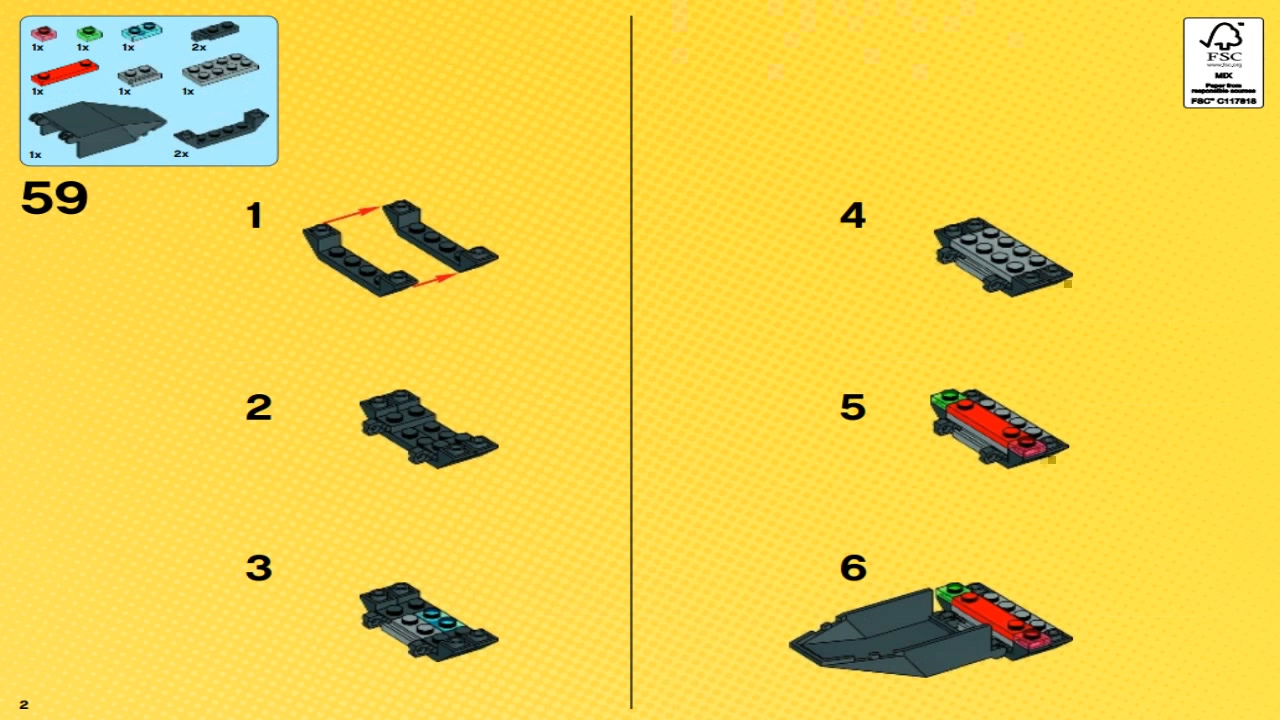 1x
1x
1x
2x
1x
1x
1x
1x
2x
59
1
2
3
4
5
6
FSC
www.fsc.org
MIX
Paper from
responsible sources
FSC™ C117818
2